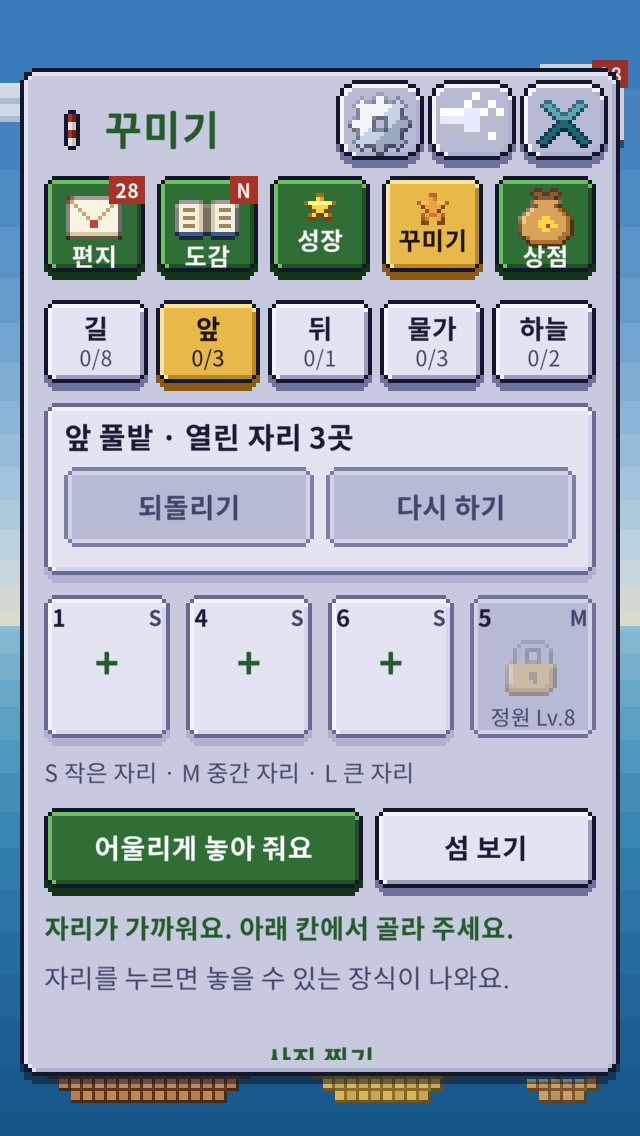 꾸미기
28
N
편지
도감
성장
꾸미기
상점
길
앞
뒤
물가
하늘
0/8
0/3
0/1
0/3
0/2
앞 풀밭 · 열린 자리 3곳
되돌리기
다시 하기
1 S
4 S
6 S
5 M
+
+
+
정원 Lv.8
S 작은 자리 · M 중간 자리 · L 큰 자리
어울리게 놓아 줘요
섬 보기
자리가 가까워요. 아래 칸에서 골라 주세요.
자리를 누르면 놓을 수 있는 장식이 나와요.
사진 찍기